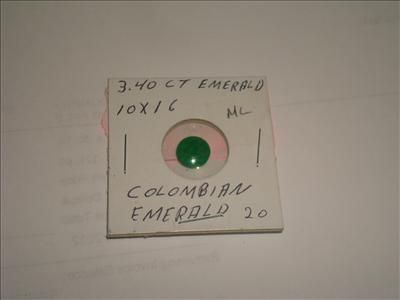 3.40 CT EMERALD
10X16 ML
COLOMBIAN
EMERALD 20